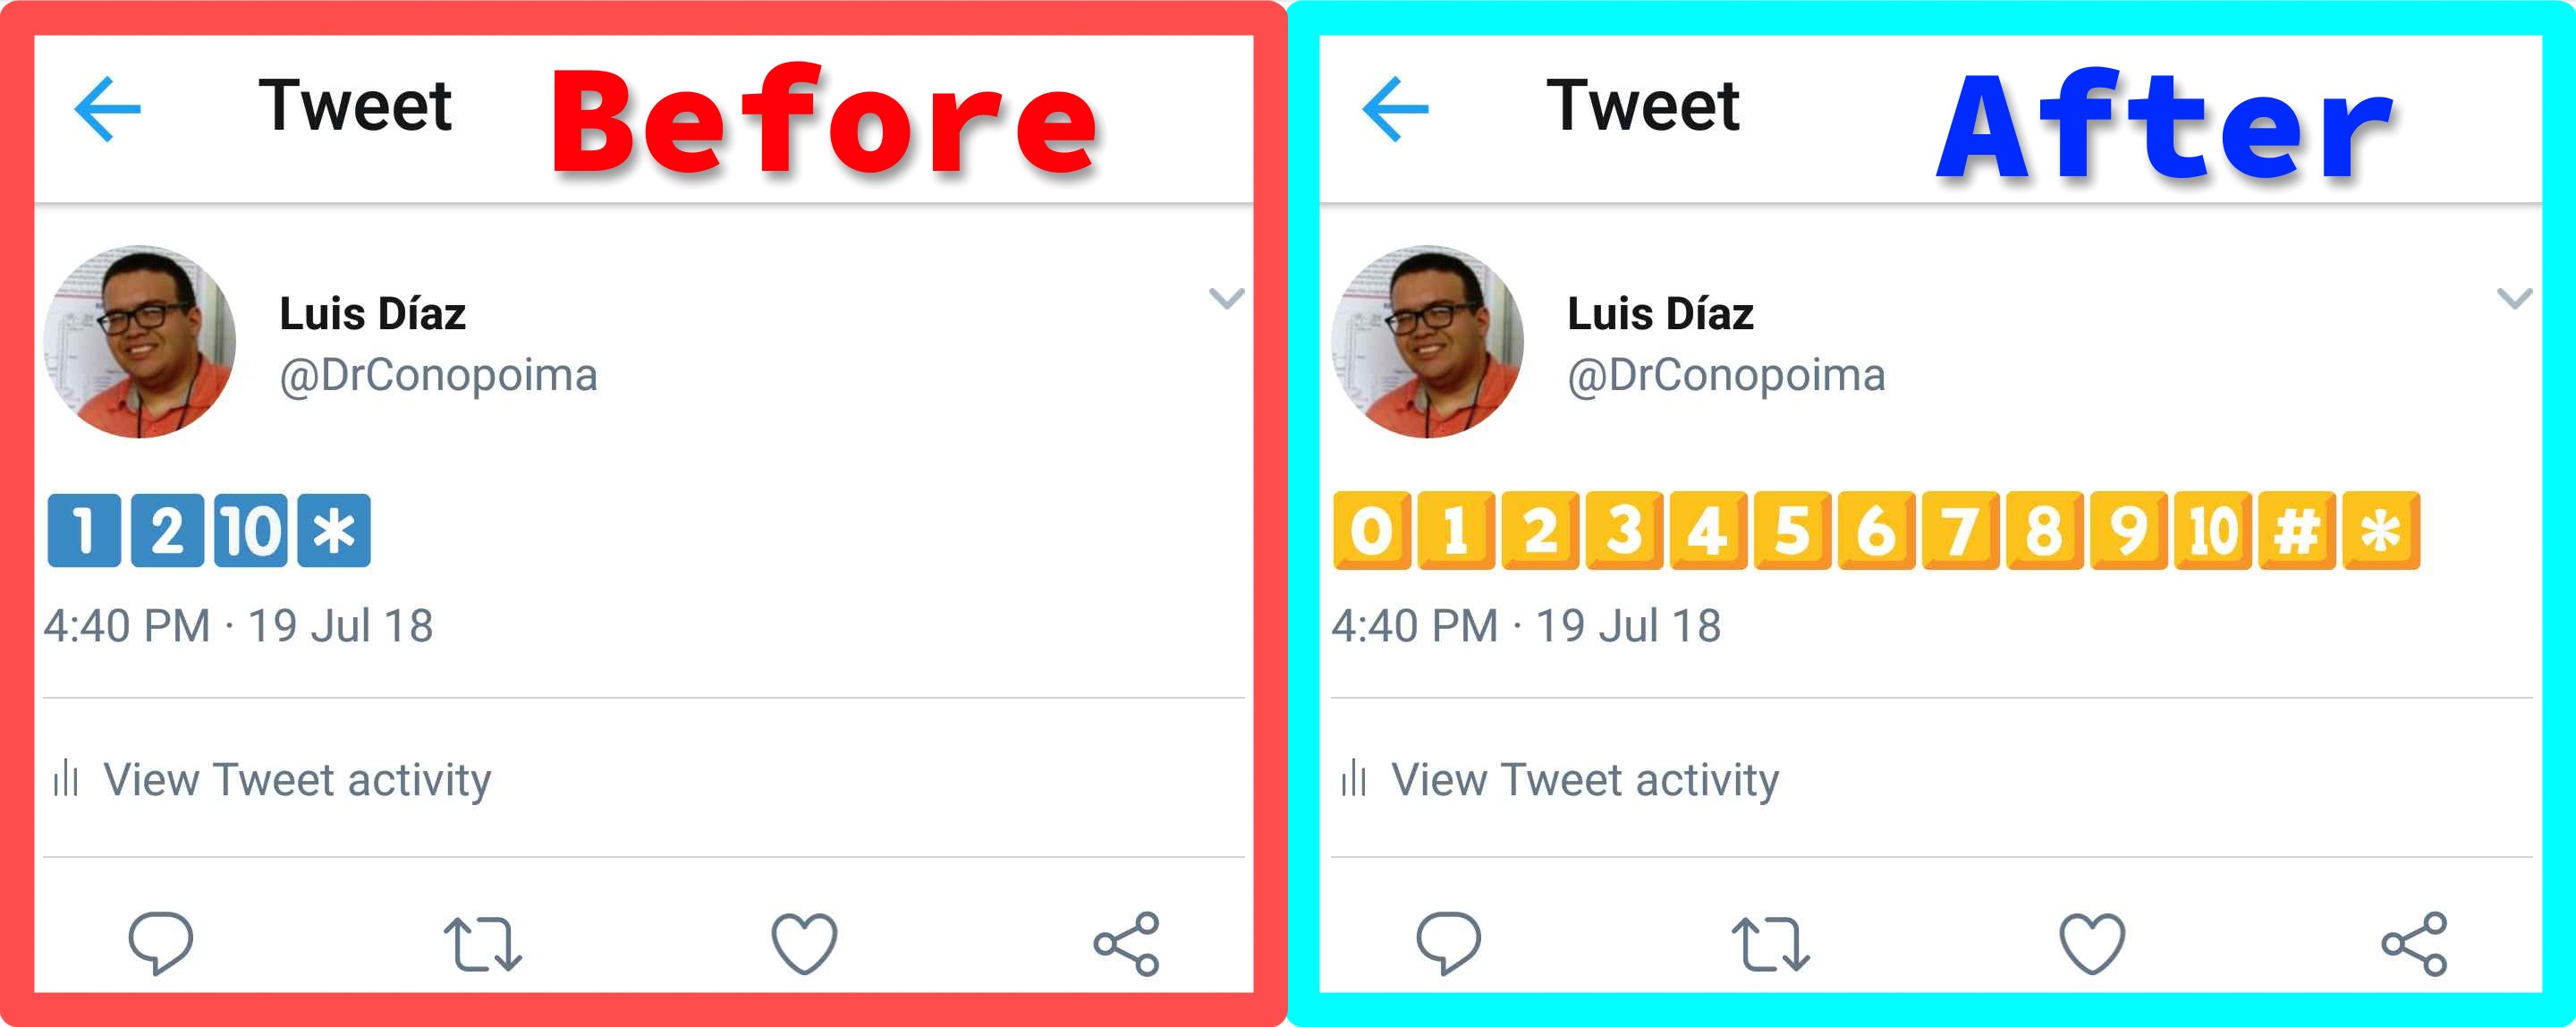 Tweet Before
Luis Díaz
@DrConopoima
1️⃣2️⃣🔟*️⃣
4:40 PM · 19 Jul 18
View Tweet activity
Tweet After
Luis Díaz
@DrConopoima
0️⃣1️⃣2️⃣3️⃣4️⃣5️⃣6️⃣7️⃣8️⃣9️⃣🔟#️⃣*️⃣
4:40 PM · 19 Jul 18
View Tweet activity